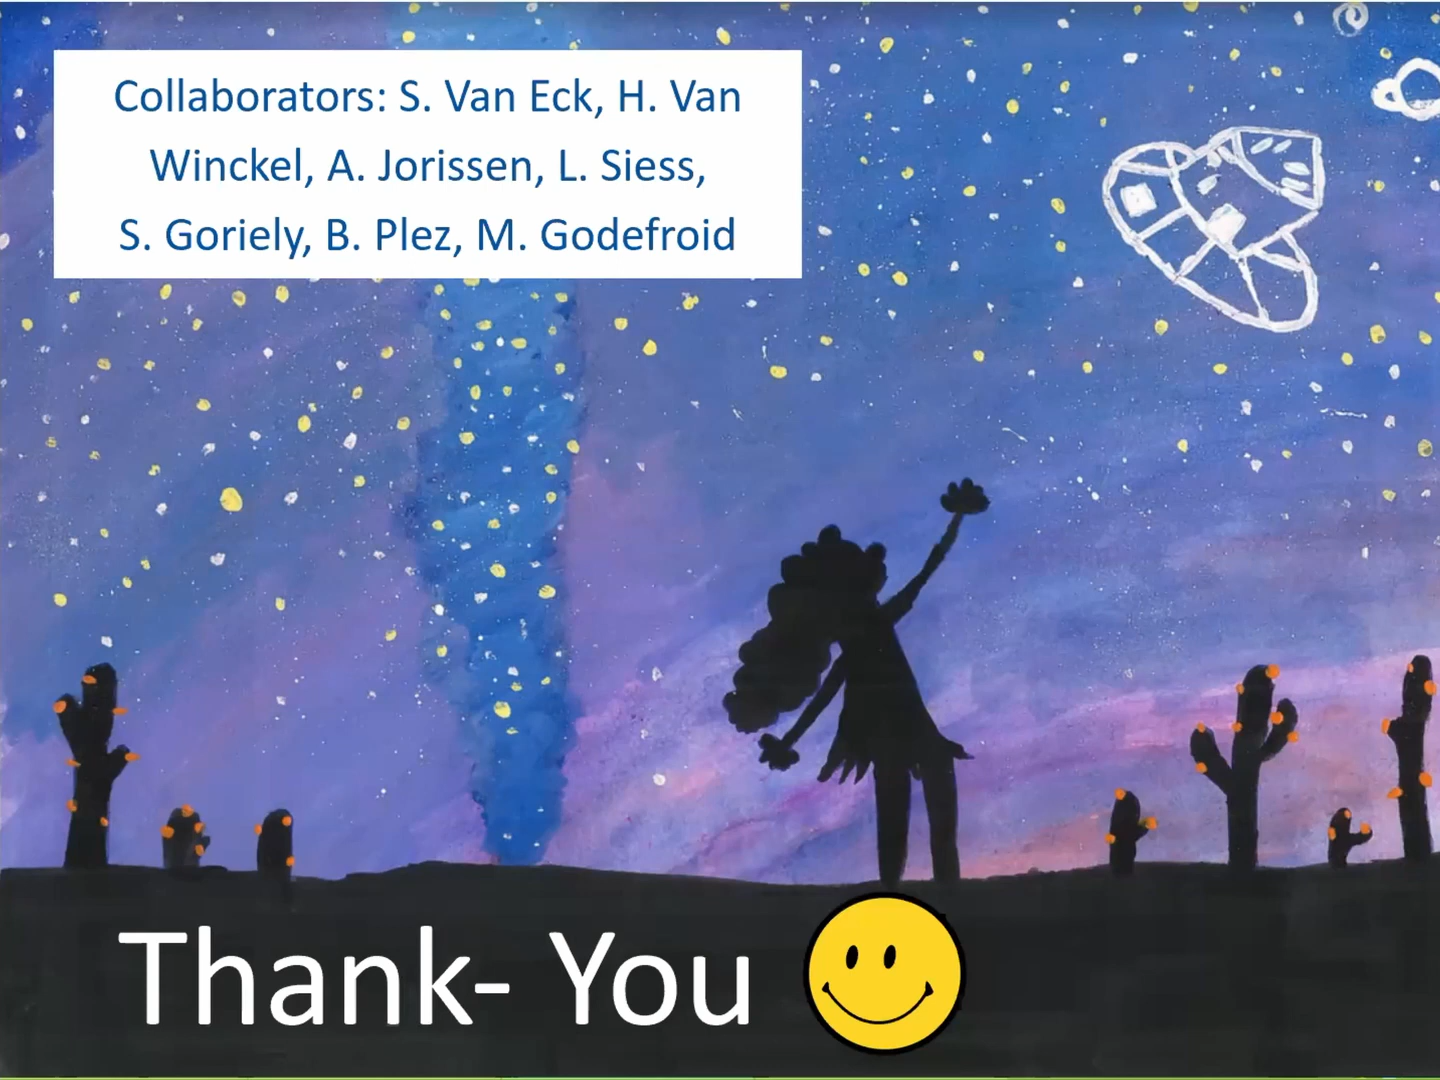 Collaborators: S. Van Eck, H. Van
Winckel, A. Jorissen, L. Siess,
S. Goriely, B. Plez, M. Godefroid
Thank- You